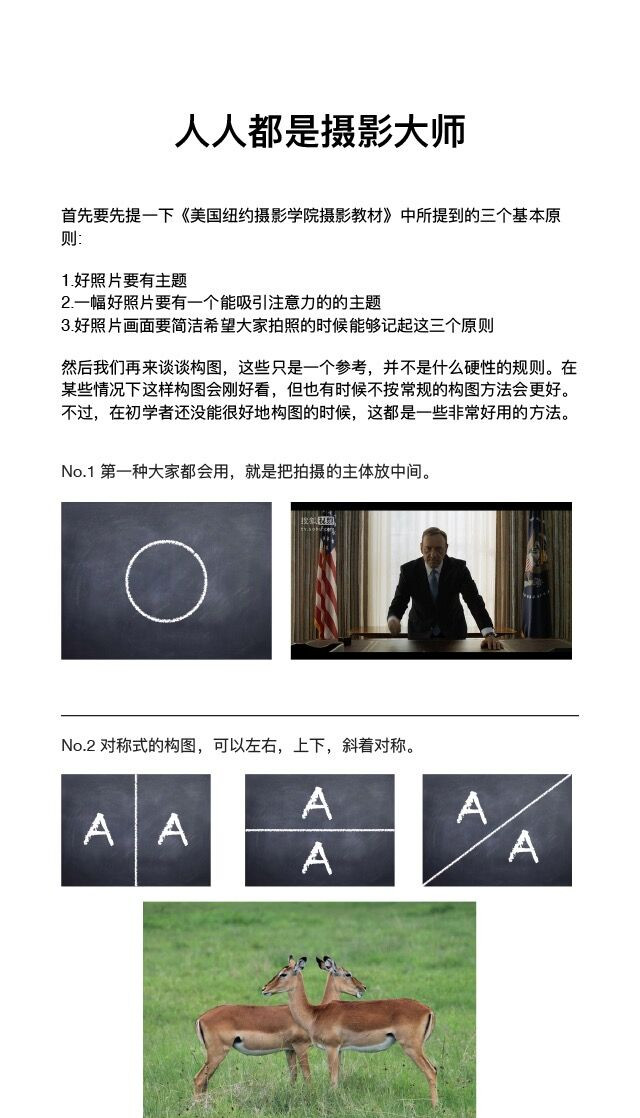 人人都是摄影大师
首先要先提一下《美国纽约摄影学院摄影教材》中所提到的三个基本原
则:
1.好照片要有主题
2.一幅好照片要有一个能吸引注意力的的主题
3.好照片画面要简洁希望大家拍照的时候能够记起这三个原则
然后我们再来谈谈构图，这些只是一个参考，并不是什么硬性的规则。在
某些情况下这样构图会刚好看，但也有时候不按常规的构图方法会更好。
不过，在初学者还没能很好地构图的时候，这都是一些非常好用的方法。
No.1 第一种大家都会用，就是把拍摄的主体放中间。
搜狐视频
tv.sohu.com
No.2 对称式的构图，可以左右，上下，斜着对称。
A A
A
A
A
A